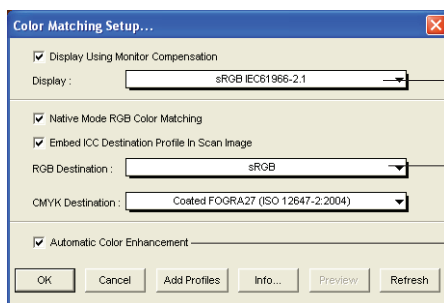 Color Matching Setup...
Display Using Monitor Compensation
Display : sRGB IEC61966-2.1
Native Mode RGB Color Matching
Embed ICC Destination Profile In Scan Image
RGB Destination : sRGB
CMYK Destination : Coated FOGRA27 (ISO 12647-2:2004)
Automatic Color Enhancement
OK Cancel Add Profiles Info... Preview Refresh